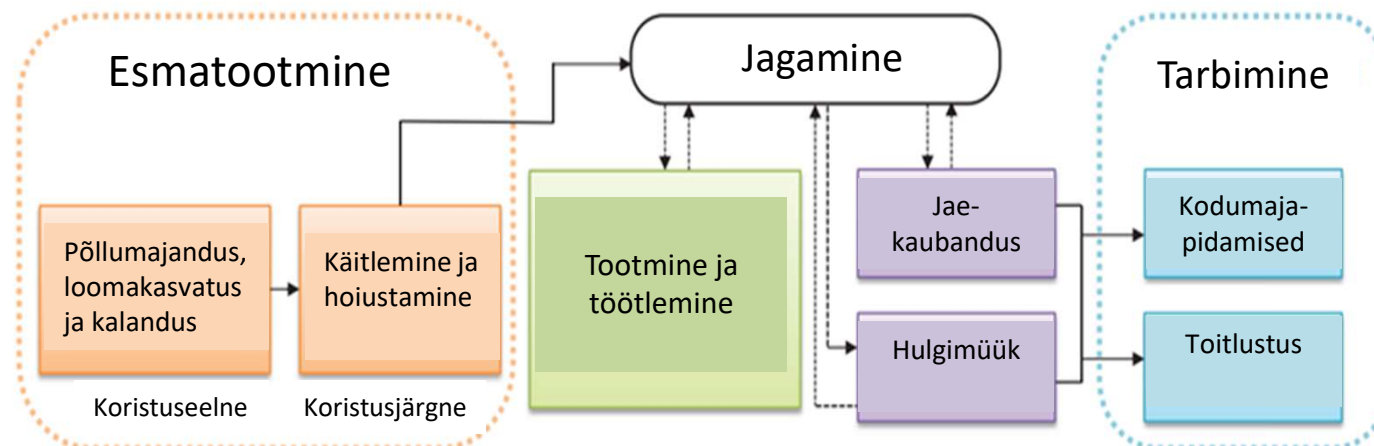 Esmatootmine
Jagamine
Tarbimine
Põllumajandus,
loomakasvatus
ja kalandus
Käitlemine ja
hoiustamine
Tootmine ja
töötlemine
Jae-
kaubandus
Kodumaja-
pidamised
Hulgimüük
Toitlustus
Koristuseelne
Koristusjärgne